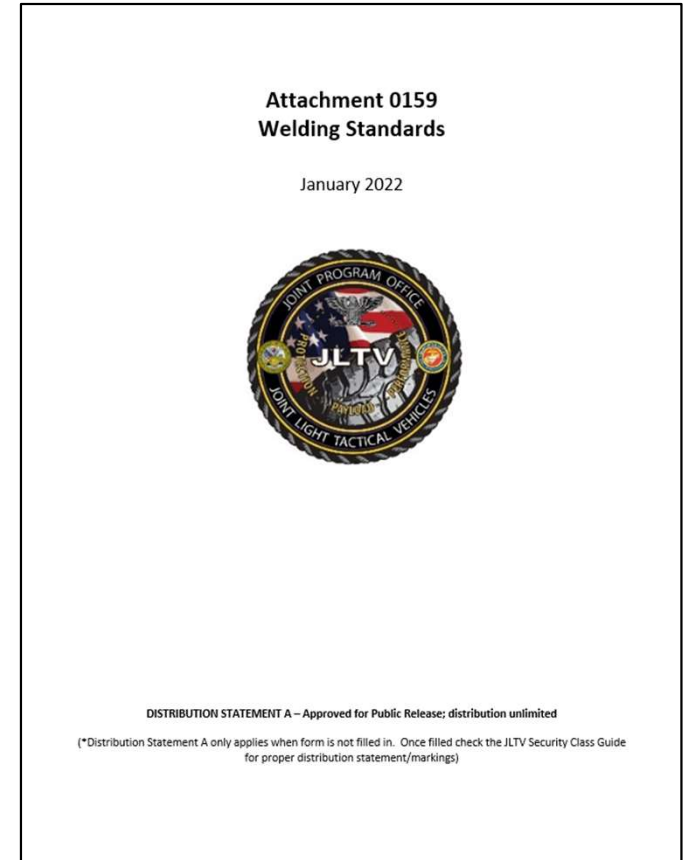 Attachment 0159
Welding Standards
January 2022
JOINT PROGRAM OFFICE
JLTV
PROTECTION · PAYLOAD · PERFORMANCE
JOINT LIGHT TACTICAL VEHICLES
DISTRIBUTION STATEMENT A – Approved for Public Release; distribution unlimited
(*Distribution Statement A only applies when form is not filled in. Once filled check the JLTV Security Class Guide
for proper distribution statement/markings)